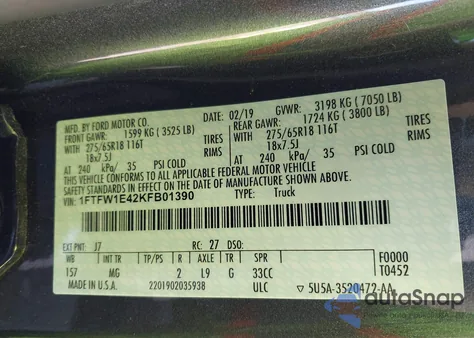 MFD. BY FORD MOTOR CO.
DATE: 02/19 GVWR: 3198 KG (7050 LB)
FRONT GAWR: 1599 KG (3525 LB) REAR GAWR: 1724 KG (3800 LB)
WITH 275/65R18 116T WITH 275/65R18 116T
18x7.5J 18x7.5J
AT 240 kPa/ 35 PSI COLD AT 240 kPa/ 35 PSI COLD
THIS VEHICLE CONFORMS TO ALL APPLICABLE FEDERAL MOTOR VEHICLE
SAFETY STANDARDS IN EFFECT ON THE DATE OF MANUFACTURE SHOWN ABOVE.
VIN: 1FTFW1E42KFB01390 TYPE: Truck
EXT PNT: J7 RC: 27 DSO: F0000
WB INT TR TP/PS R AXLE TR SPR T0452
157 MG 2 L9 G 33CC
MADE IN U.S.A. 2201902035938 ULC 5U5A-3520472-AA
autoSnap